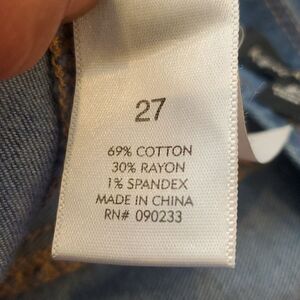 27
69% COTTON
30% RAYON
1% SPANDEX
MADE IN CHINA
RN# 090233